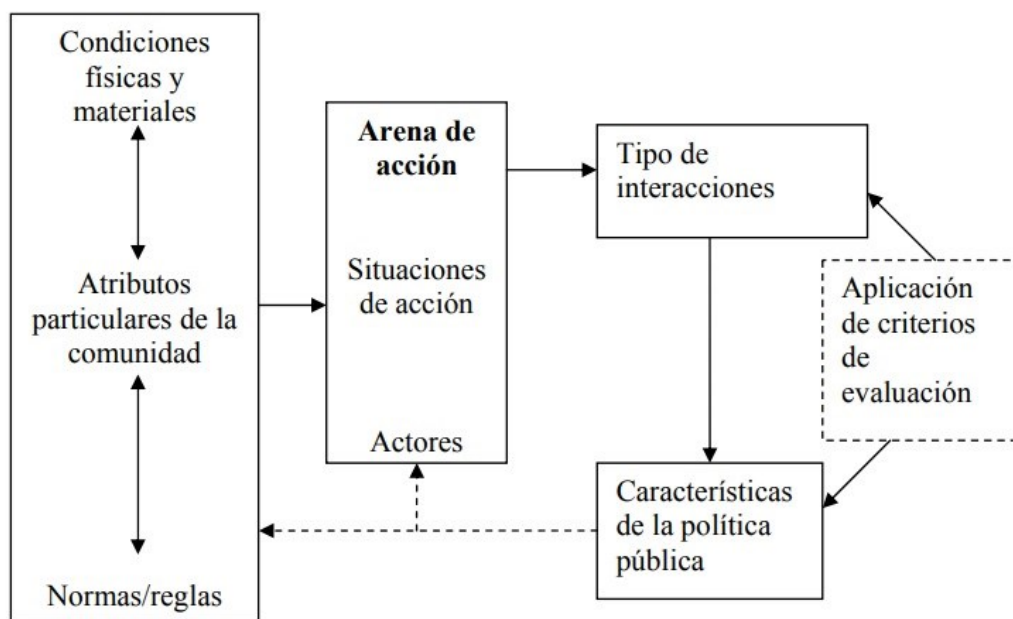 Condiciones
físicas y
materiales
Atributos
particulares de la
comunidad
Normas/reglas
Arena de
acción
Situaciones
de acción
Actores
Tipo de
interacciones
Aplicación
de criterios
de
evaluación
Características
de la política
pública